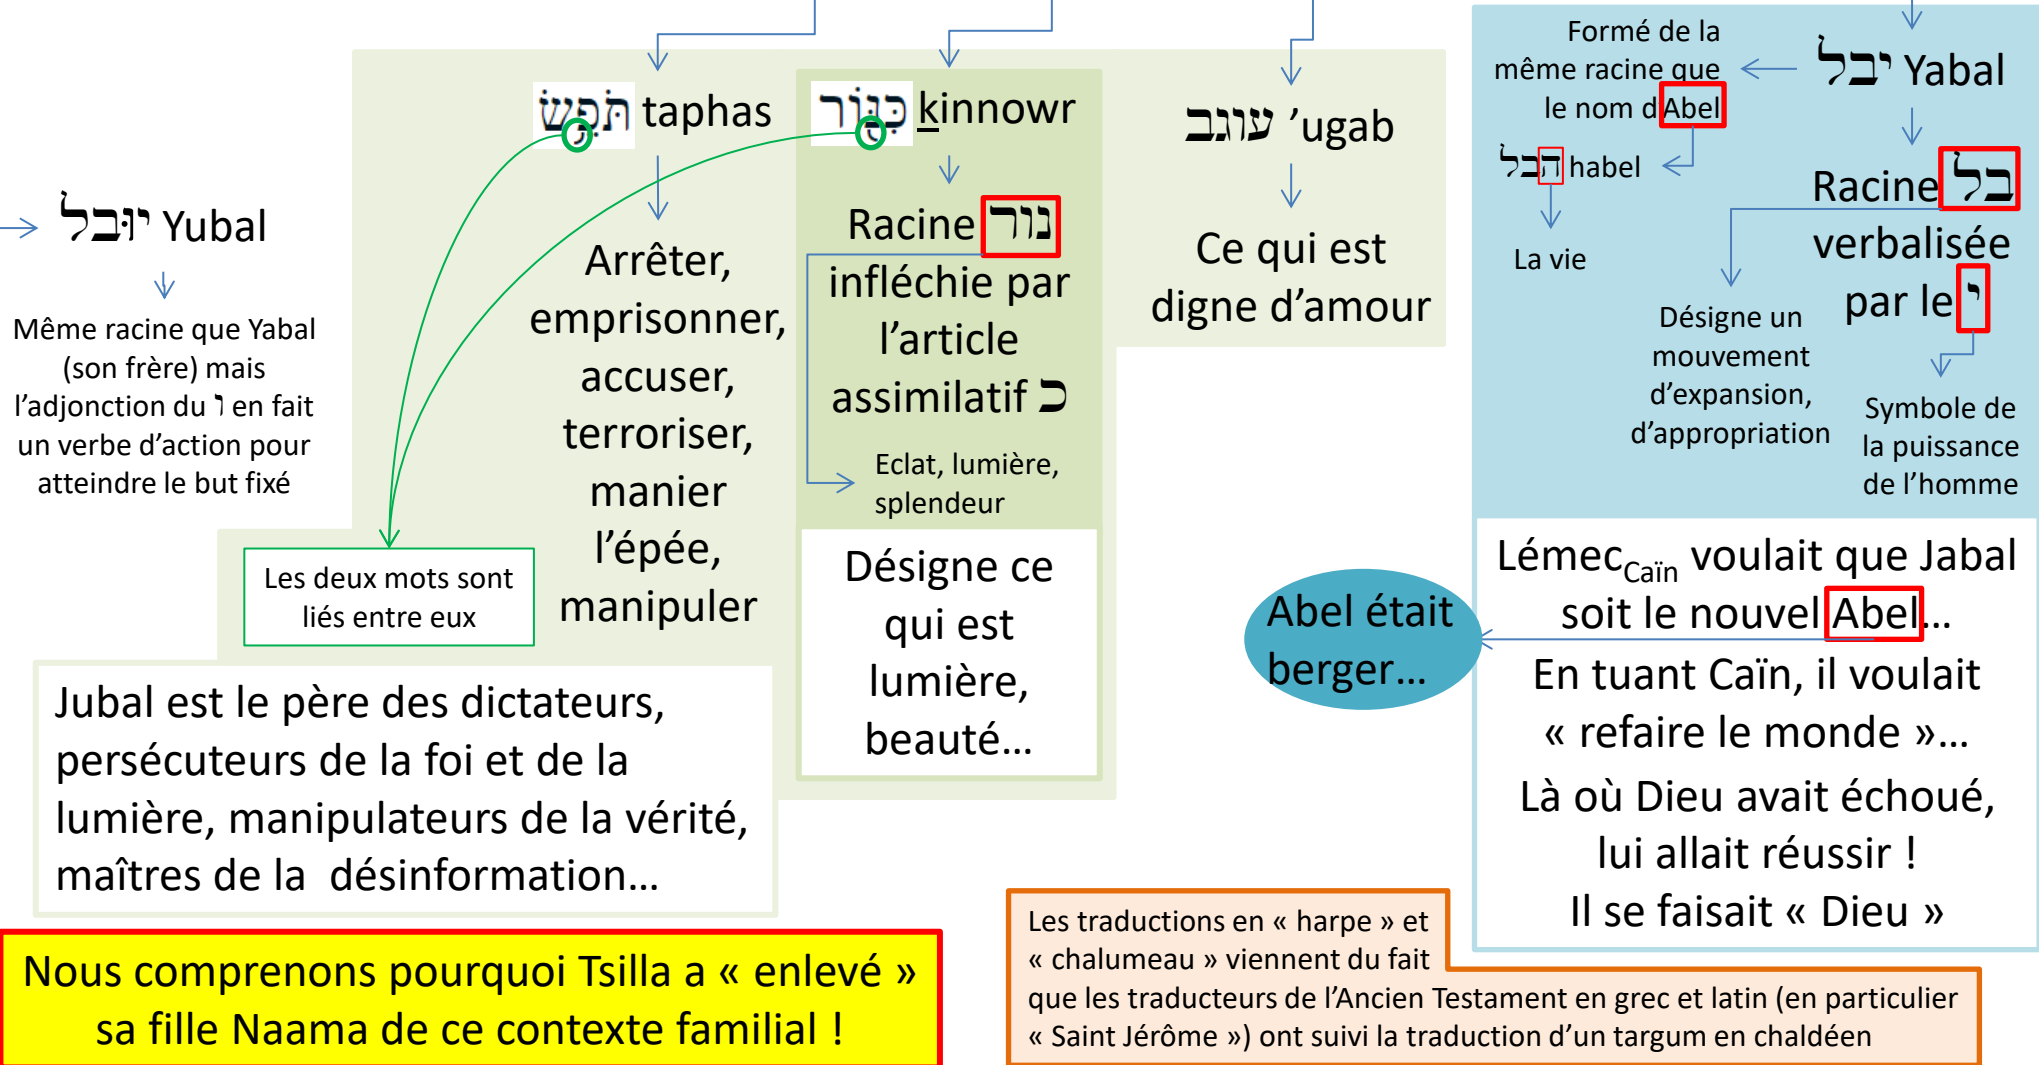 יוּבל Yubal
Même racine que Yabal
(son frère) mais
l’adjonction du ו en fait
un verbe d’action pour
atteindre le but fixé
תֹּפֵשׂ taphas
Arrêter,
emprisonner,
accuser,
terroriser,
manier
l’épée,
manipuler
Les deux mots sont
liés entre eux
כִּנּוֹר kinnowr
Racine נור
infléchie par
l’article
assimilatif כ
Eclat, lumière,
splendeur
Désigne ce
qui est
lumière,
beauté…
עוגב ’ugab
Ce qui est
digne d’amour
Formé de la
même racine que
le nom d’Abel
הבל habel
La vie
יבל Yabal
Racine בל
verbalisée
par le י
Désigne un
mouvement
d’expansion,
d’appropriation
Symbole de
la puissance
de l’homme
Abel était
berger…
Lémec Caïn voulait que Jabal
soit le nouvel Abel…
En tuant Caïn, il voulait
« refaire le monde »…
Là où Dieu avait échoué,
lui allait réussir !
Il se faisait « Dieu »
Jubal est le père des dictateurs,
persécuteurs de la foi et de la
lumière, manipulateurs de la vérité,
maîtres de la désinformation…
Nous comprenons pourquoi Tsilla a « enlevé »
sa fille Naama de ce contexte familial !
Les traductions en « harpe » et
« chalumeau » viennent du fait
que les traducteurs de l’Ancien Testament en grec et latin (en particulier
« Saint Jérôme ») ont suivi la traduction d’un targum en chaldéen